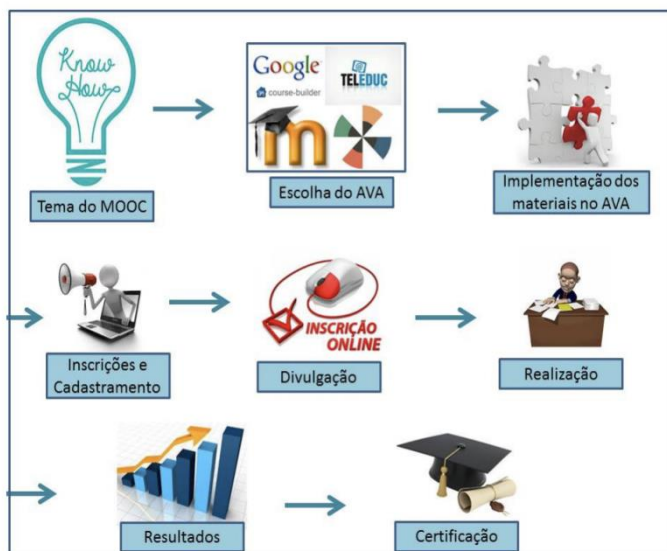 Know
How
Google
course-builder
TELEDUC
m
Tema do MOOC
Escolha do AVA
Implementação dos
materiais no AVA
INSCRIÇÃO
ONLINE
Inscrições e
Cadastramento
Divulgação
Realização
Resultados
Certificação